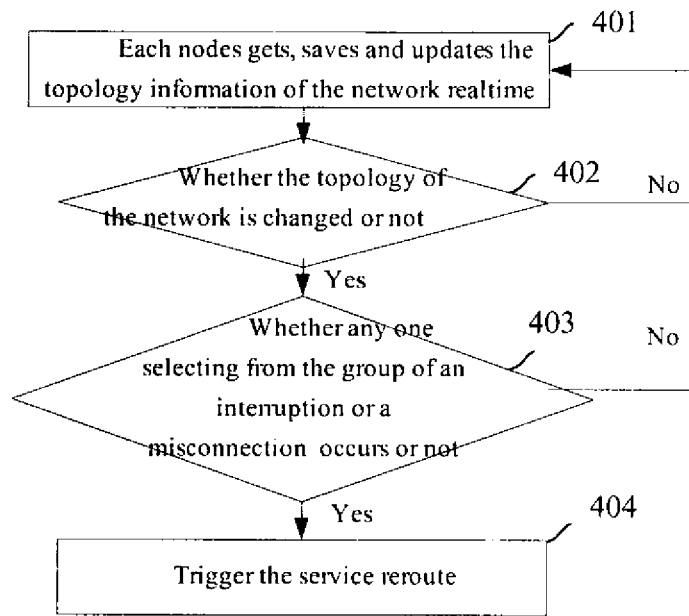 401
Each nodes gets, saves and updates the
topology information of the network realtime
402
Whether the topology of
the network is changed or not
No
Yes
403
Whether any one
selecting from the group of an
interruption or a
misconnection occurs or not
No
Yes
404
Trigger the service reroute